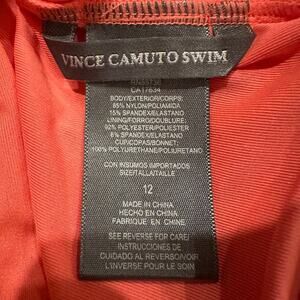 VINCE CAMUTO SWIM
CA17634
BODY/EXTERIOR/CORPS:
85% NYLON/POLIAMIDA
15% SPANDEX/ELASTANO
LINING/FORRO/DOUBLURE:
92% POLYESTER/POLIESTER
8% SPANDEX/ELASTANO
CUP/COPAS/BONNET:
100% POLYURETHANE/POLIURETANO
CON INSUMOS IMPORTADOS
SIZE/TALLA/TAILLE
12
MADE IN CHINA
HECHO EN CHINA
FABRIQUE EN CHINE
SEE REVERSE FOR CARE/
INSTRUCCIONES DE
CUIDADO AL REVERSO/VOIR
L'INVERSE POUR LE SOIN